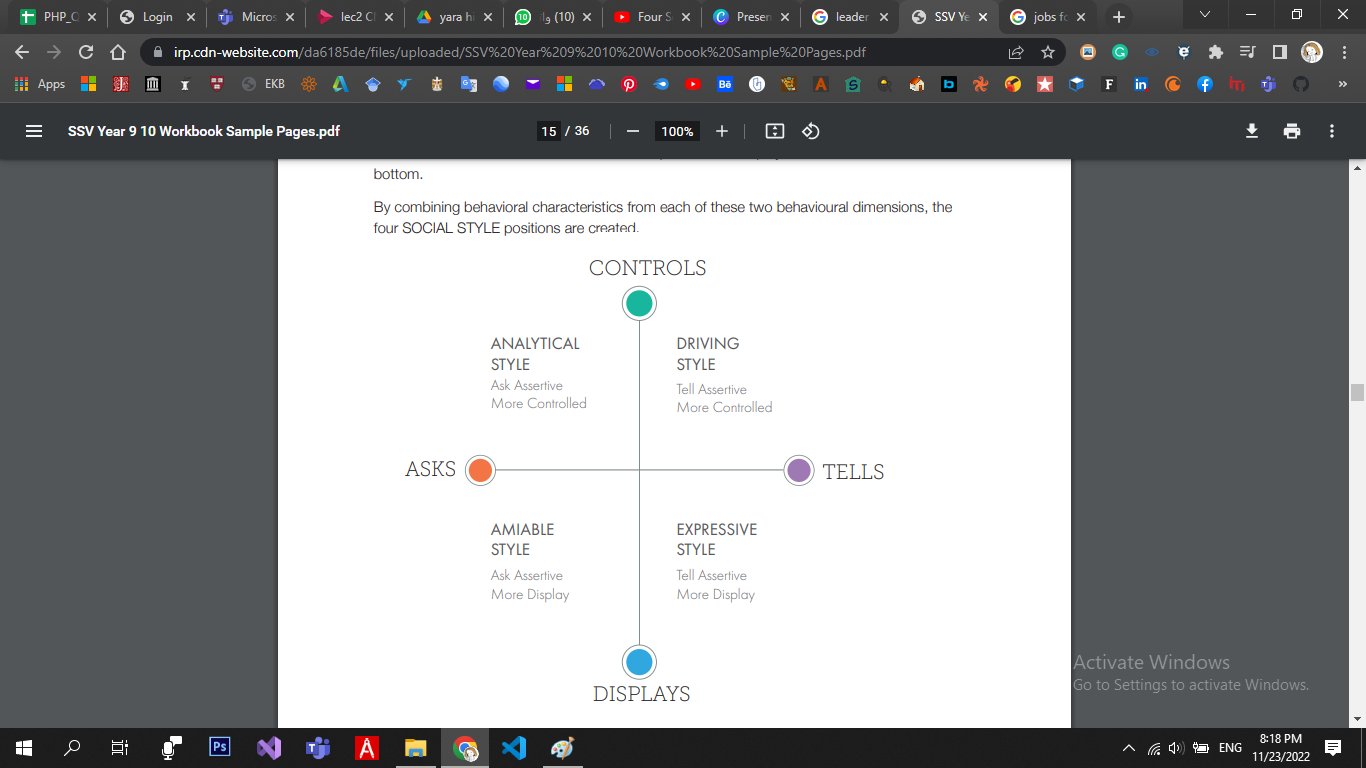 PHP_C
Login
Micros
lec2 Cl
yara hi
(10) وا
Four S
Presen
leader
SSV Ye
jobs fo
irp.cdn-website.com/da6185de/files/uploaded/SSV%20Year%209%2010%20Workbook%20Sample%20Pages.pdf
Apps
EKB
SSV Year 9 10 Workbook Sample Pages.pdf
15 / 36
100%
bottom.
By combining behavioral characteristics from each of these two behavioural dimensions, the
four SOCIAL STYLE positions are created.
CONTROLS
ANALYTICAL
STYLE
Ask Assertive
More Controlled
DRIVING
STYLE
Tell Assertive
More Controlled
ASKS
TELLS
AMIABLE
STYLE
Ask Assertive
More Display
EXPRESSIVE
STYLE
Tell Assertive
More Display
DISPLAYS
Activate Windows
Go to Settings to activate Windows.
ENG
8:18 PM
11/23/2022